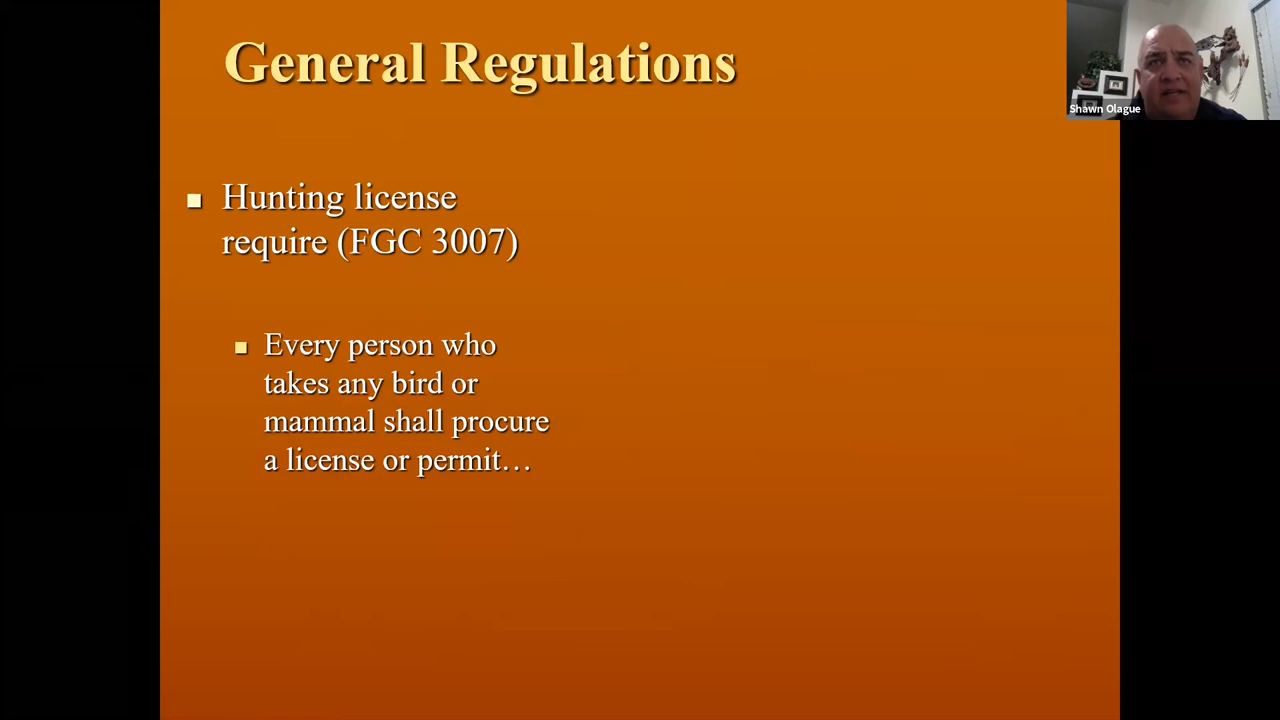 General Regulations
Shawn Olague
Hunting license
require (FGC 3007)
Every person who
takes any bird or
mammal shall procure
a license or permit…